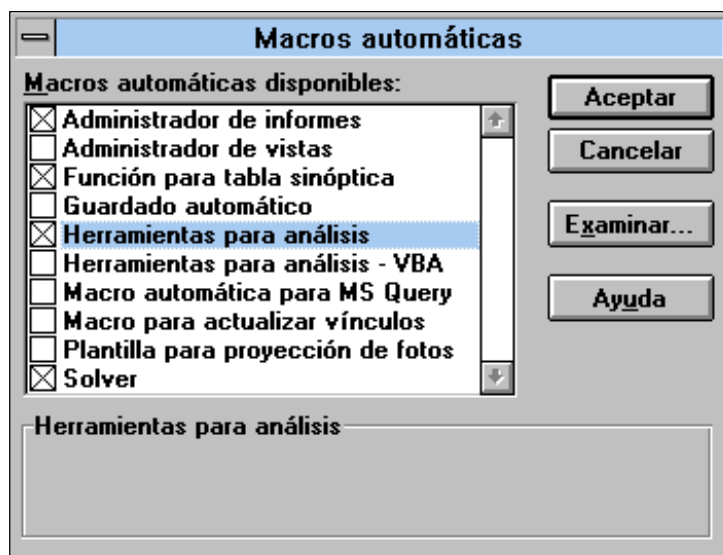 Macros automáticas
Macros automáticas disponibles:
Administrador de informes
Administrador de vistas
Función para tabla sinóptica
Guardado automático
Herramientas para análisis
Herramientas para análisis - VBA
Macro automática para MS Query
Macro para actualizar vínculos
Plantilla para proyección de fotos
Solver
Aceptar
Cancelar
Examinar...
Ayuda
Herramientas para análisis